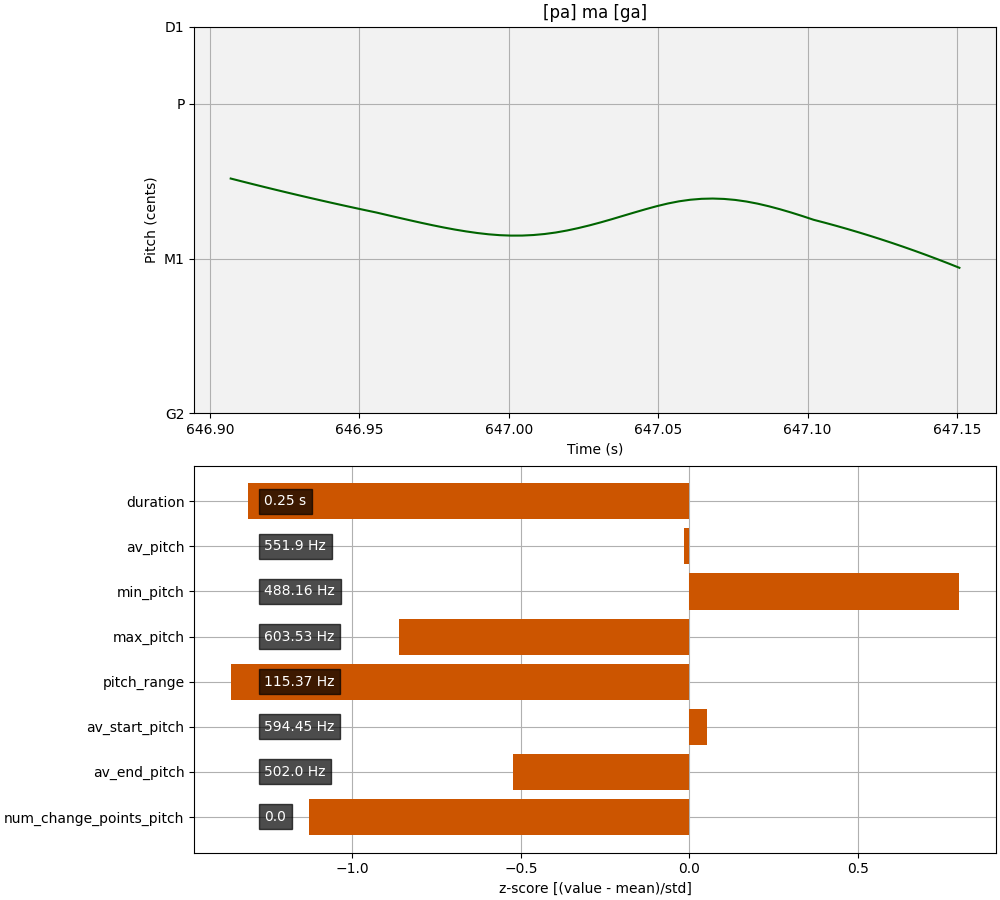 [pa] ma [ga]
D1
P
M1
G2
Pitch (cents)
646.90 646.95 647.00 647.05 647.10 647.15
Time (s)
duration 0.25 s
av_pitch 551.9 Hz
min_pitch 488.16 Hz
max_pitch 603.53 Hz
pitch_range 115.37 Hz
av_start_pitch 594.45 Hz
av_end_pitch 502.0 Hz
num_change_points_pitch 0.0
−1.0 −0.5 0.0 0.5
z-score [(value - mean)/std]